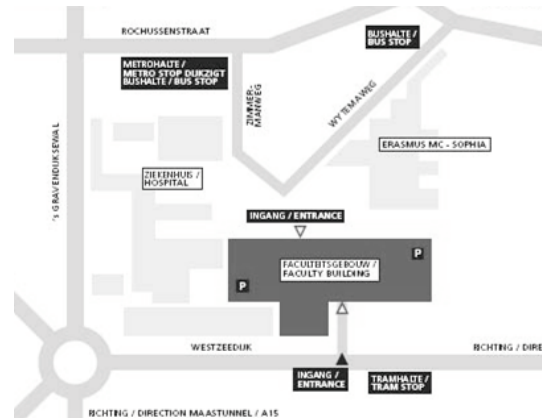 ROCHUSSENSTRAAT
BUSHALTE /
BUS STOP
METROHALTE /
METRO STOP DIJKZIGT
BUSHALTE / BUS STOP
ZIMMER-
MANWEG
WYTEMAWEG
ERASMUS MC - SOPHIA
's GRAVENDIJKSEWAL
ZIEKENHUIS /
HOSPITAL
INGANG / ENTRANCE
FACULTEITSGEBOUW /
FACULTY BUILDING
P
P
WESTZEEDIJK
RICHTING / DIRE
INGANG /
ENTRANCE
TRAMHALTE /
TRAM STOP
RICHTING / DIRECTION MAASTUNNEL / A15